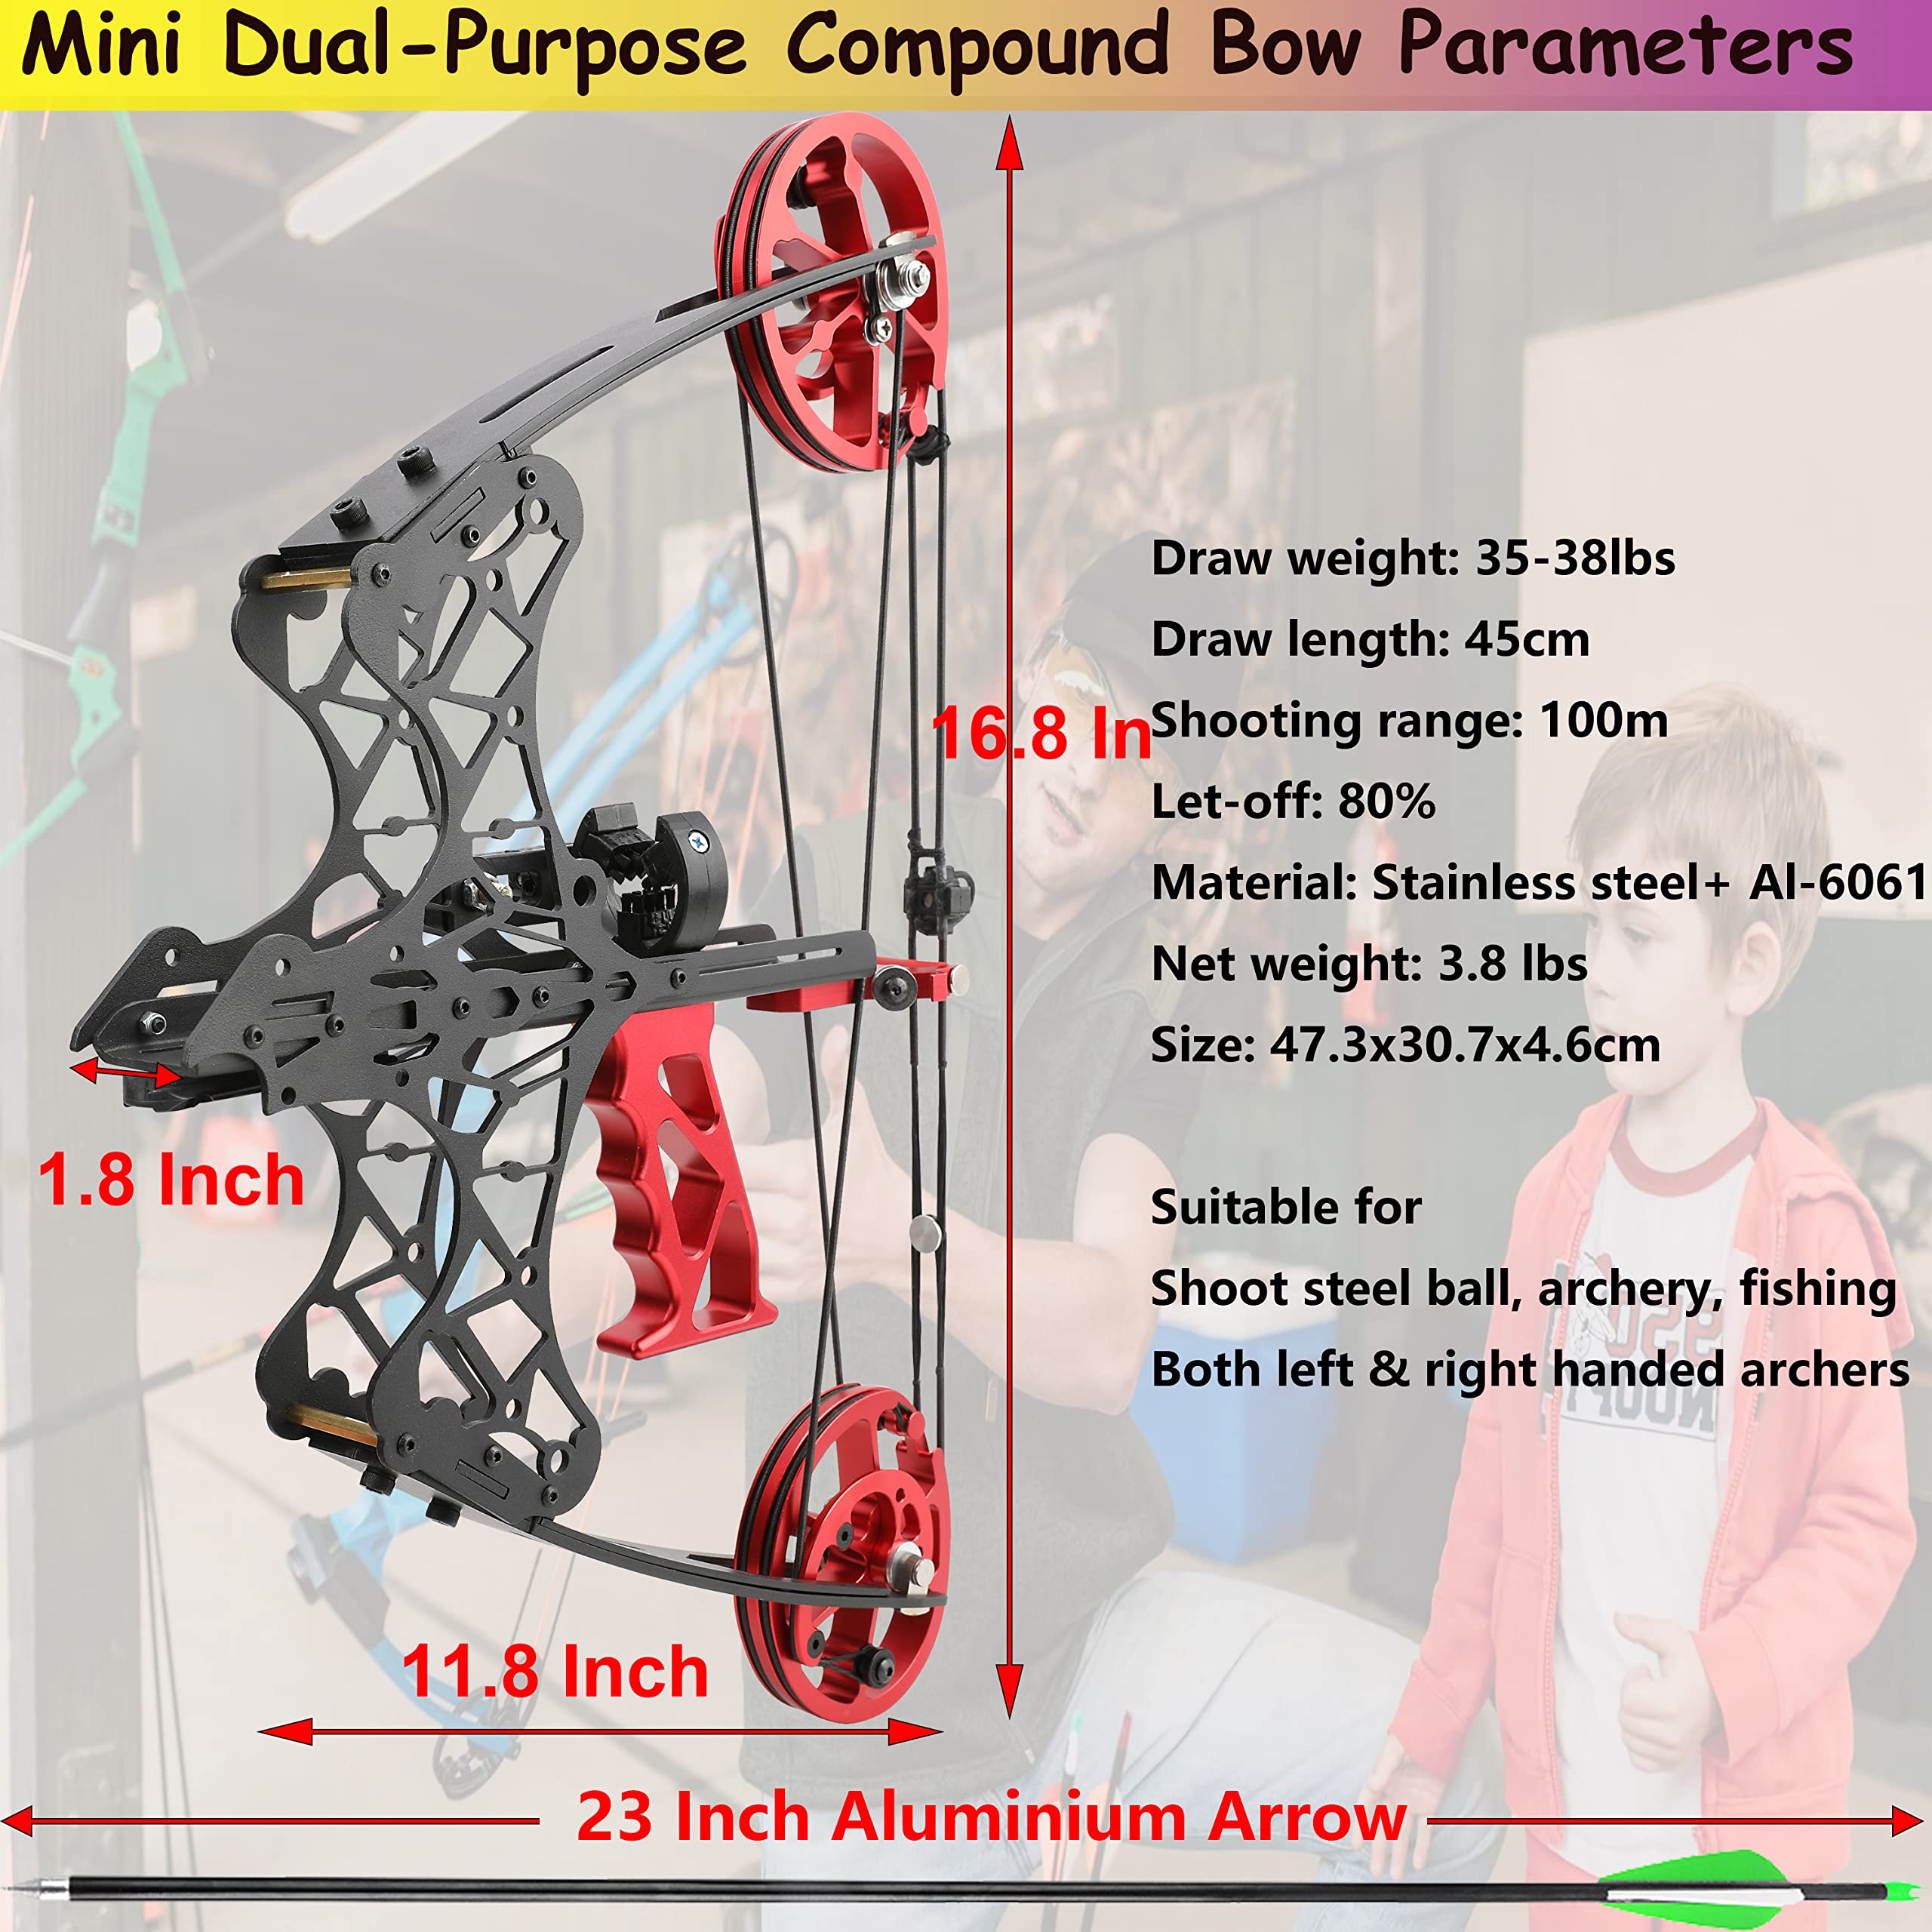 Mini Dual-Purpose Compound Bow Parameters
Draw weight: 35-38lbs
Draw length: 45cm
16.8 In
Shooting range: 100m
Let-off: 80%
Material: Stainless steel+ Al-6061
Net weight: 3.8 lbs
Size: 47.3x30.7x4.6cm
1.8 Inch
Suitable for
Shoot steel ball, archery, fishing
Both left & right handed archers
11.8 Inch
23 Inch Aluminium Arrow